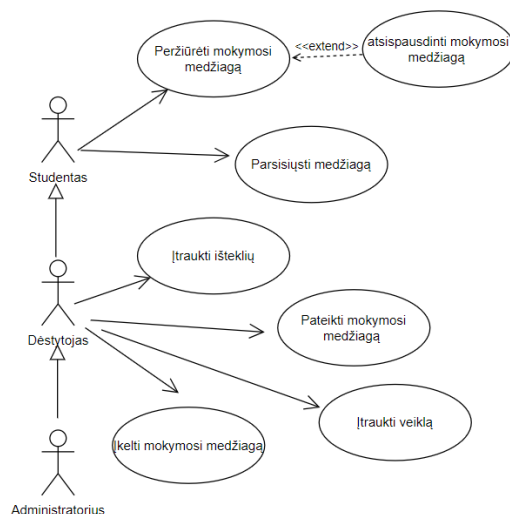 Peržiūrėti mokymosi
medžiagą
<<extend>>
atsispausdinti mokymosi
medžiagą
Studentas
Parsisiųsti medžiagą
Įtraukti išteklių
Dėstytojas
Pateikti mokymosi
medžiagą
Įtraukti veiklą
Įkelti mokymosi medžiagą
Administratorius